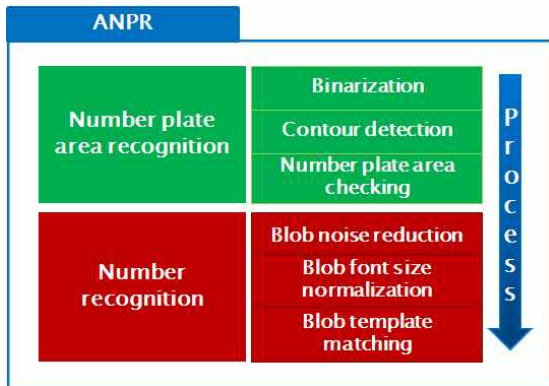 ANPR
Number plate
area recognition
Binarization
Contour detection
Number plate area
checking
Number
recognition
Blob noise reduction
Blob font size
normalization
Blob template
matching
Process